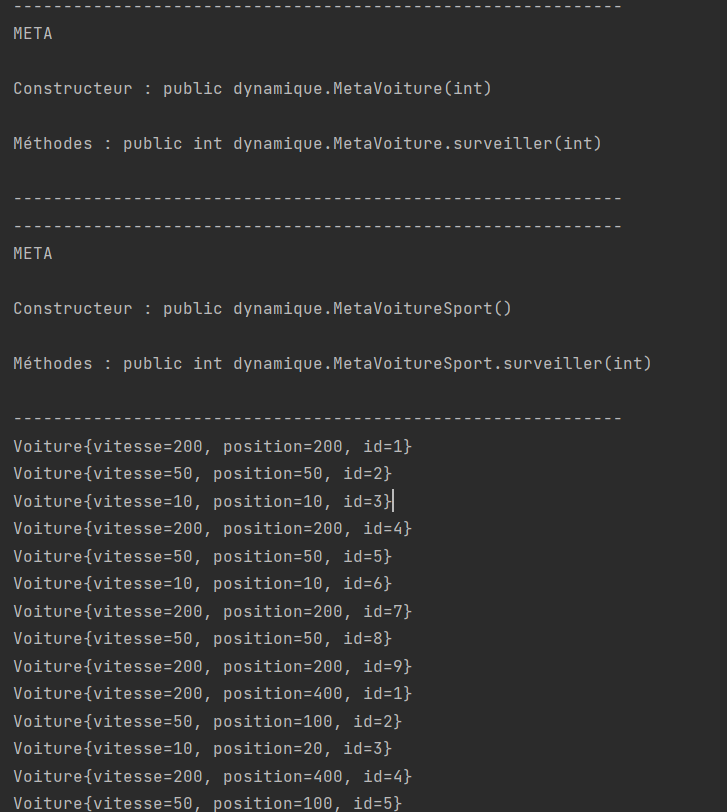 -------------------------------------------------------------
META
Constructeur : public dynamique.MetaVoiture(int)
Méthodes : public int dynamique.MetaVoiture.surveiller(int)
-------------------------------------------------------------
-------------------------------------------------------------
META
Constructeur : public dynamique.MetaVoitureSport()
Méthodes : public int dynamique.MetaVoitureSport.surveiller(int)
-------------------------------------------------------------
Voiture{vitesse=200, position=200, id=1}
Voiture{vitesse=50, position=50, id=2}
Voiture{vitesse=10, position=10, id=3}
Voiture{vitesse=200, position=200, id=4}
Voiture{vitesse=50, position=50, id=5}
Voiture{vitesse=10, position=10, id=6}
Voiture{vitesse=200, position=200, id=7}
Voiture{vitesse=50, position=50, id=8}
Voiture{vitesse=200, position=200, id=9}
Voiture{vitesse=200, position=400, id=1}
Voiture{vitesse=50, position=100, id=2}
Voiture{vitesse=10, position=20, id=3}
Voiture{vitesse=200, position=400, id=4}
Voiture{vitesse=50, position=100, id=5}